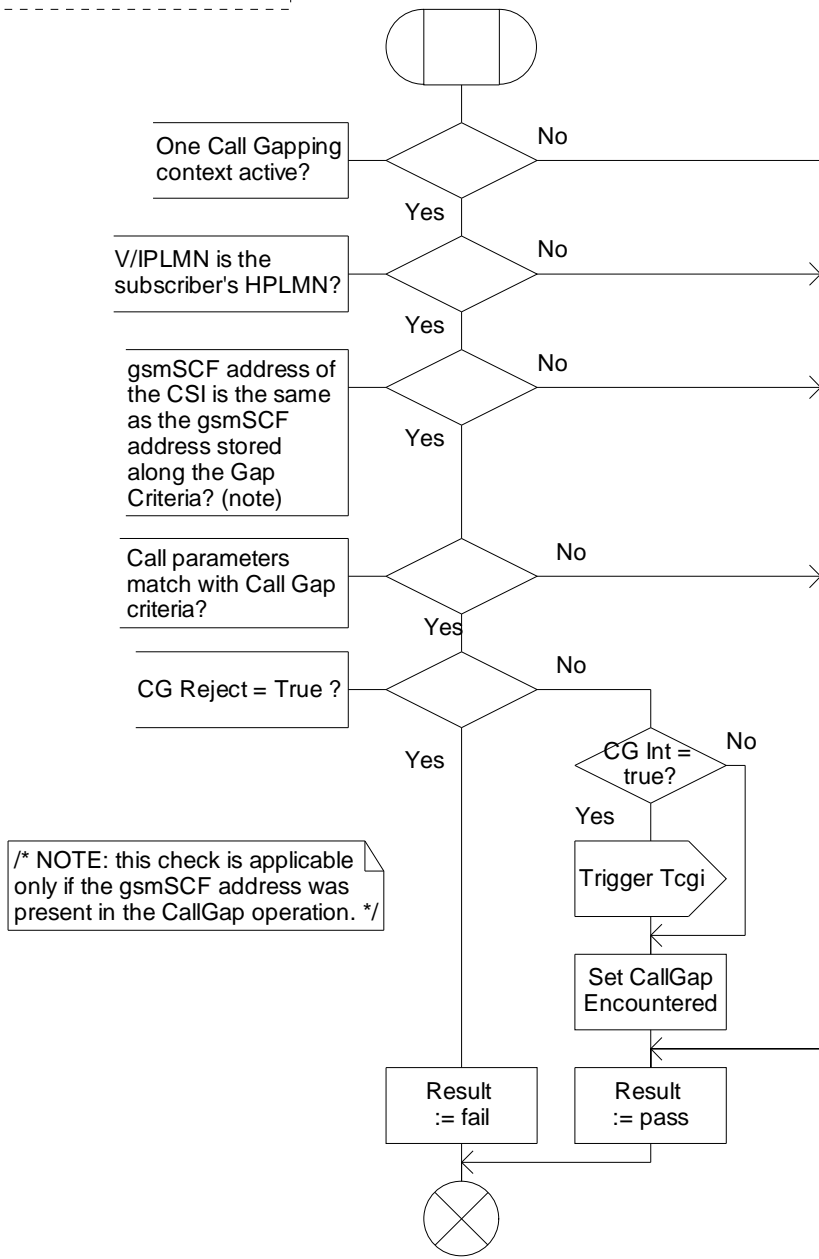 No
One Call Gapping
context active?
Yes
No
V/IPLMN is the
subscriber's HPLMN?
Yes
No
gsmSCF address of
the CSI is the same
as the gsmSCF
address stored
along the Gap
Criteria? (note)
Yes
No
Call parameters
match with Call Gap
criteria?
Yes
No
CG Reject = True ?
Yes
CG Int =
true?
No
Yes
/* NOTE: this check is applicable
only if the gsmSCF address was
present in the CallGap operation. */
Trigger Tcgi
Set CallGap
Encountered
Result
:= fail
Result
:= pass